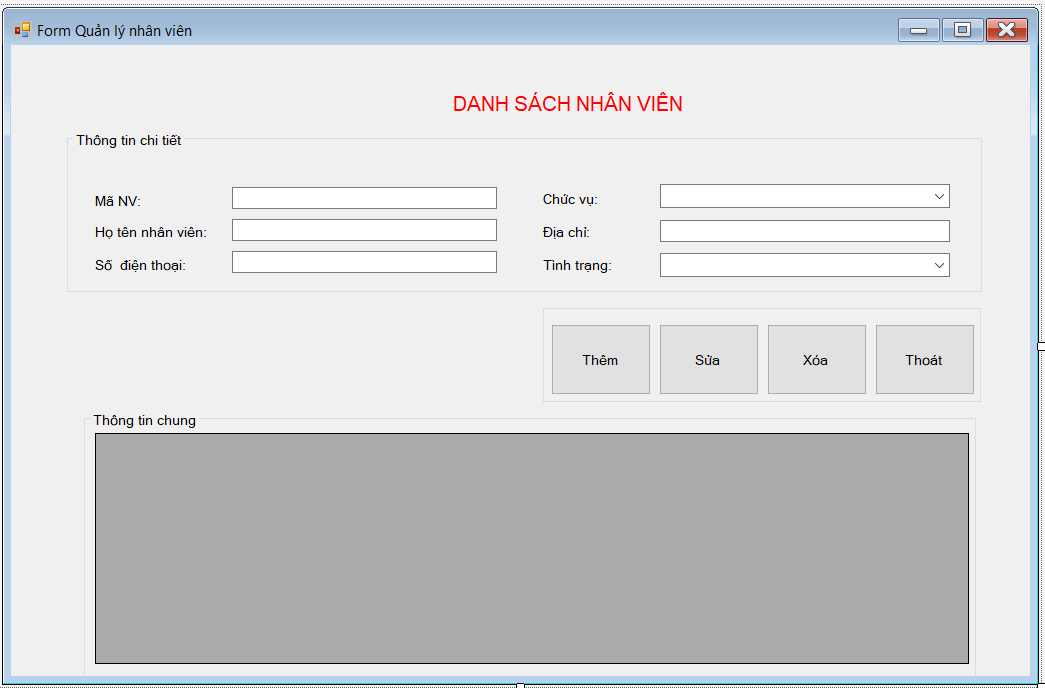 Form Quản lý nhân viên
DANH SÁCH NHÂN VIÊN
Thông tin chi tiết
Mã NV:
Chức vụ:
Họ tên nhân viên:
Địa chỉ:
Số điện thoại:
Tình trạng:
Thêm
Sửa
Xóa
Thoát
Thông tin chung